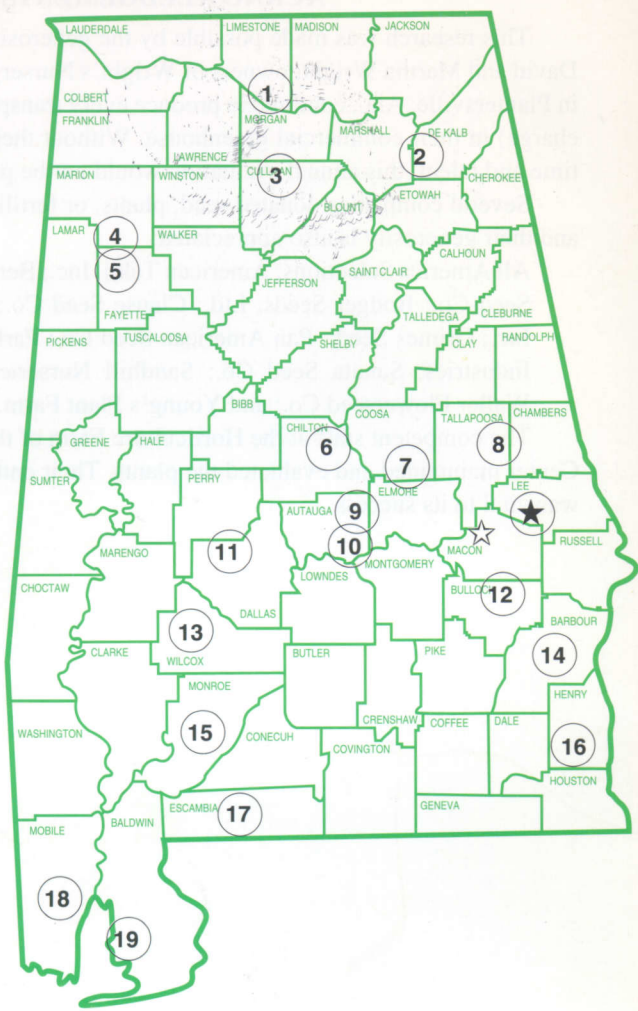 LAUDERDALE
LIMESTONE
MADISON
JACKSON
COLBERT
1
FRANKLIN
MORGAN
MARSHALL
DE KALB
2
LAWRENCE
MARION
WINSTON
CULLMAN
3
CHEROKEE
ETOWAH
BLOUNT
LAMAR
4
WALKER
CALHOUN
5
SAINT CLAIR
JEFFERSON
FAYETTE
CLEBURNE
TALLEDEGA
PICKENS
TUSCALOOSA
SHELBY
CLAY
RANDOLPH
BIBB
COOSA
TALLAPOOSA
CHAMBERS
CHILTON
GREENE
HALE
6
7
8
SUMTER
PERRY
ELMORE
LEE
AUTAUGA
9
MARENGO
11
10
MACON
RUSSELL
LOWNDES
MONTGOMERY
CHOCTAW
BULLOCK
12
DALLAS
BARBOUR
13
CLARKE
WILCOX
BUTLER
PIKE
14
MONROE
HENRY
WASHINGTON
15
CONECUH
CRENSHAW
COFFEE
DALE
16
COVINGTON
HOUSTON
ESCAMBIA
17
GENEVA
MOBILE
BALDWIN
18
19